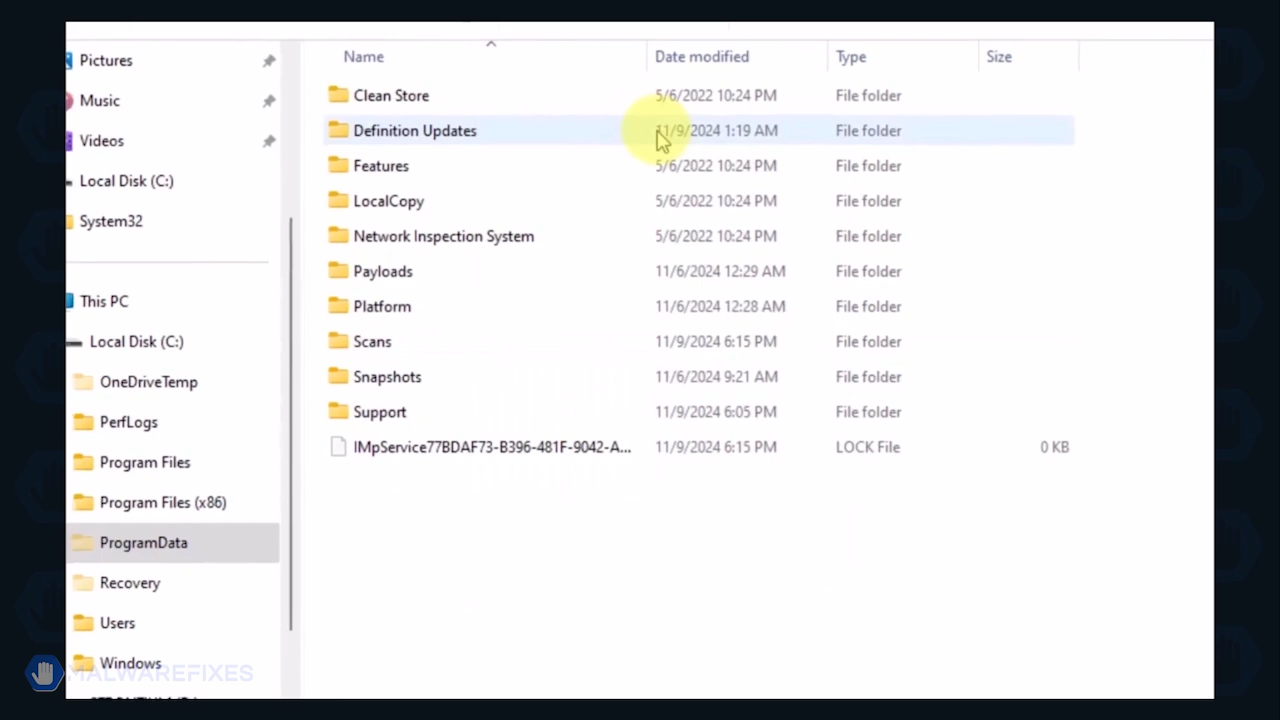 Pictures
Music
Videos
Local Disk (C:)
System32
This PC
Local Disk (C:)
OneDriveTemp
PerfLogs
Program Files
Program Files (x86)
ProgramData
Recovery
Users
Windows
Name Date modified Type Size
Clean Store 5/6/2022 10:24 PM File folder
Definition Updates 11/9/2024 1:19 AM File folder
Features 5/6/2022 10:24 PM File folder
LocalCopy 5/6/2022 10:24 PM File folder
Network Inspection System 5/6/2022 10:24 PM File folder
Payloads 11/6/2024 12:29 AM File folder
Platform 11/6/2024 12:28 AM File folder
Scans 11/9/2024 6:15 PM File folder
Snapshots 11/6/2024 9:21 AM File folder
Support 11/9/2024 6:05 PM File folder
IMpService77BDAF73-B396-481F-9042-A... 11/9/2024 6:15 PM LOCK File 0 KB
MALWAREFIXES